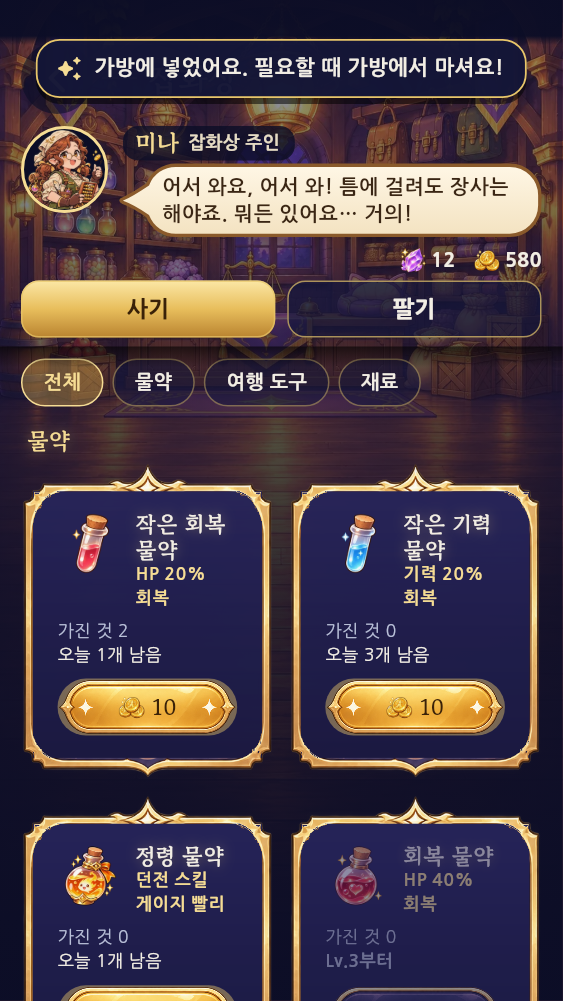 가방에 넣었어요. 필요할 때 가방에서 마셔요!
미나 잡화상 주인
어서 와요, 어서 와! 틈에 걸려도 장사는
해야죠. 뭐든 있어요… 거의!
12 580
사기 팔기
전체 물약 여행 도구 재료
물약
작은 회복
물약
HP 20%
회복
가진 것 2
오늘 1개 남음
10
작은 기력
물약
기력 20%
회복
가진 것 0
오늘 3개 남음
10
정령 물약
던전 스킬
게이지 빨리
가진 것 0
오늘 1개 남음
회복 물약
HP 40%
회복
가진 것 0
Lv.3부터